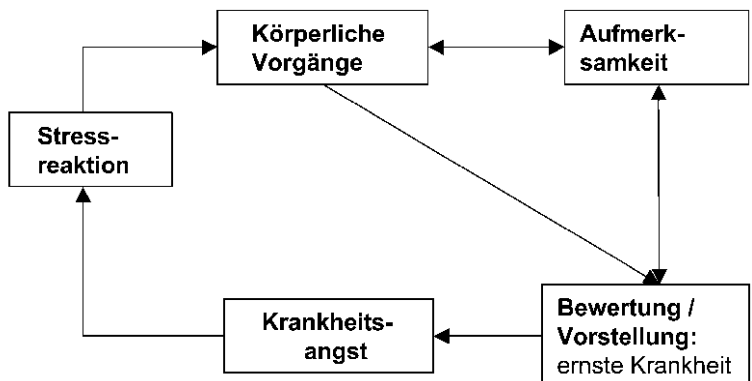 Körperliche
Vorgänge
Aufmerk-
samkeit
Stress-
reaktion
Krankheits-
angst
Bewertung /
Vorstellung:
ernste Krankheit